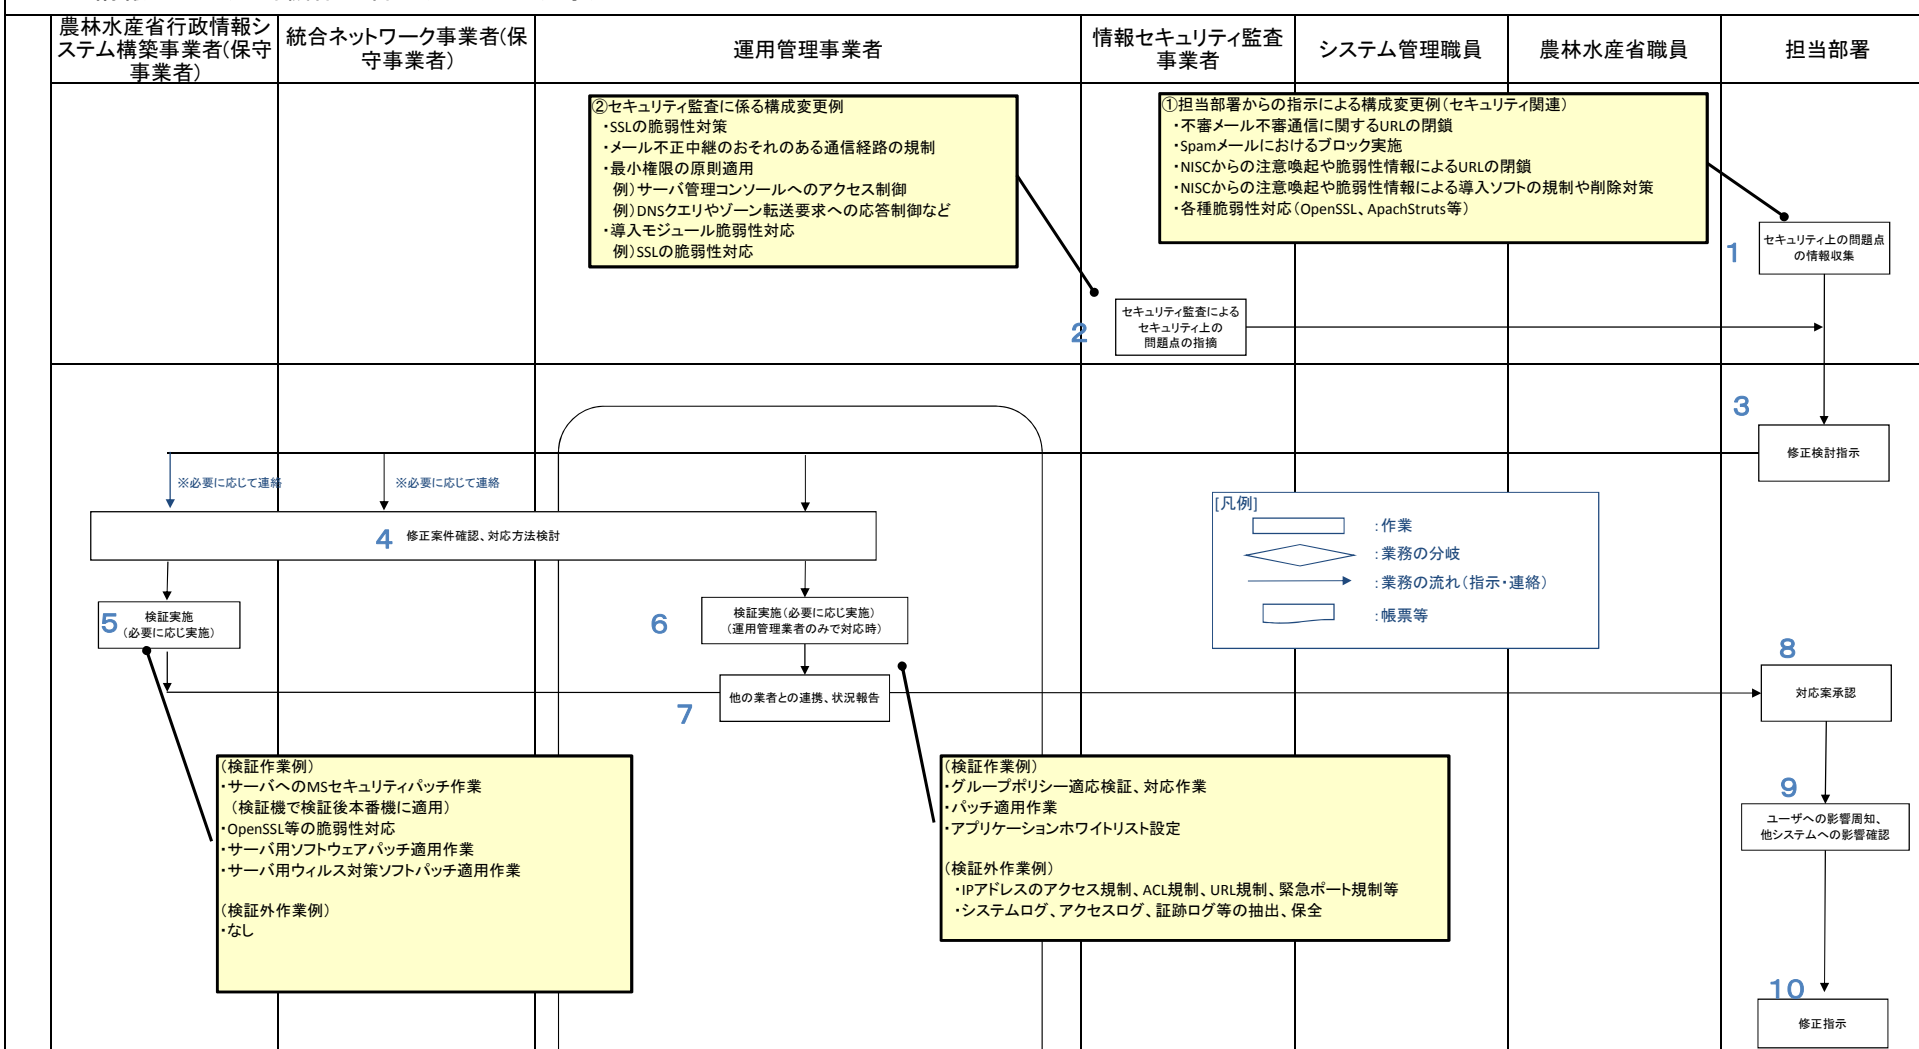 農林水産省行政情報シ
ステム構築事業者(保守
事業者)
統合ネットワーク事業者(保
守事業者)
運用管理事業者
情報セキュリティ監査
事業者
システム管理職員
農林水産省職員
担当部署
②セキュリティ監査に係る構成変更例
・SSLの脆弱性対策
・メール不正中継のおそれのある通信経路の規制
・最小権限の原則適用
例)サーバ管理コンソールへのアクセス制御
例)DNSクエリやゾーン転送要求への応答制御など
・導入モジュール脆弱性対応
例)SSLの脆弱性対応
①担当部署からの指示による構成変更例(セキュリティ関連)
・不審メール不審通信に関するURLの閉鎖
・Spamメールにおけるブロック実施
・NISCからの注意喚起や脆弱性情報によるURLの閉鎖
・NISCからの注意喚起や脆弱性情報による導入ソフトの規制や削除対策
・各種脆弱性対応(OpenSSL、ApachStruts等)
1
セキュリティ上の問題点
の情報収集
2
セキュリティ監査による
セキュリティ上の
問題点の指摘
3
修正検討指示
※必要に応じて連絡
※必要に応じて連絡
4
修正案件確認、対応方法検討
[凡例]
:作業
:業務の分岐
:業務の流れ(指示・連絡)
:帳票等
5
検証実施
(必要に応じ実施)
6
検証実施(必要に応じ実施)
(運用管理業者のみで対応時)
7
他の業者との連携、状況報告
8
対応案承認
(検証作業例)
・サーバへのMSセキュリティパッチ作業
(検証機で検証後本番機に適用)
・OpenSSL等の脆弱性対応
・サーバ用ソフトウェアパッチ適用作業
・サーバ用ウィルス対策ソフトパッチ適用作業
(検証外作業例)
・なし
(検証作業例)
・グループポリシー適応検証、対応作業
・パッチ適用作業
・アプリケーションホワイトリスト設定
(検証外作業例)
・IPアドレスのアクセス規制、ACL規制、URL規制、緊急ポート規制等
・システムログ、アクセスログ、証跡ログ等の抽出、保全
9
ユーザへの影響周知、
他システムへの影響確認
10
修正指示